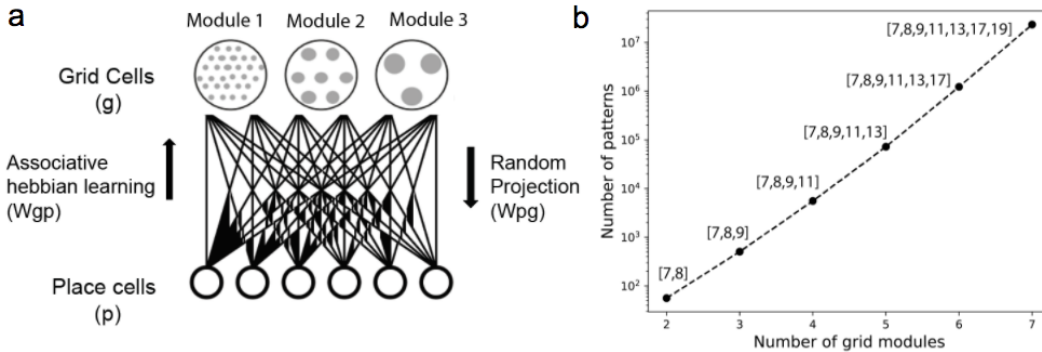 a
Module 1 Module 2 Module 3
Grid Cells
(g)
Associative
hebbian learning
(Wgp)
Random
Projection
(Wpg)
Place cells
(p)
b
Number of patterns
10⁷
10⁶
10⁵
10⁴
10³
10²
[7,8,9,11,13,17,19]
[7,8,9,11,13,17]
[7,8,9,11,13]
[7,8,9,11]
[7,8,9]
[7,8]
2 3 4 5 6 7
Number of grid modules